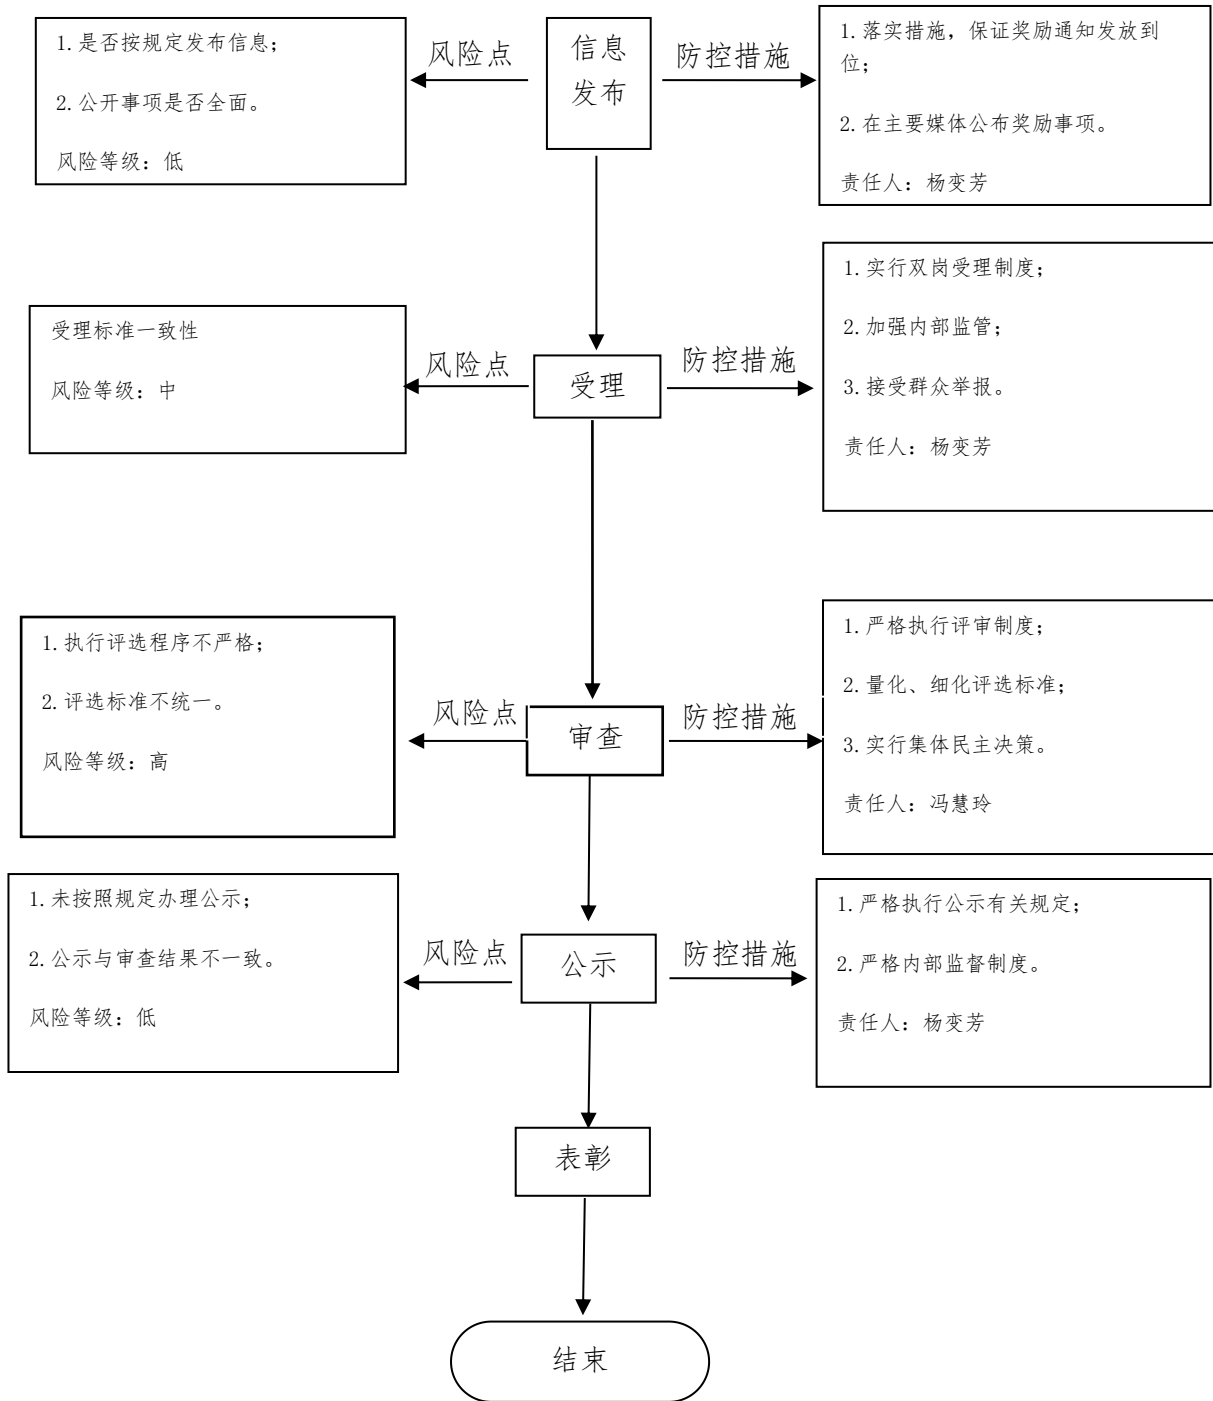 1.是否按规定发布信息；
2.公开事项是否全面。
风险等级：低
风险点
信息
发布
防控措施
1.落实措施，保证奖励通知发放到
位；
2.在主要媒体公布奖励事项。
责任人：杨变芳
受理标准一致性
风险等级：中
风险点
受理
防控措施
1.实行双岗受理制度；
2.加强内部监管；
3.接受群众举报。
责任人：杨变芳
1.执行评选程序不严格；
2.评选标准不统一。
风险等级：高
风险点
审查
防控措施
1.严格执行评审制度；
2.量化、细化评选标准；
3.实行集体民主决策。
责任人：冯慧玲
1.未按照规定办理公示；
2.公示与审查结果不一致。
风险等级：低
风险点
公示
防控措施
1.严格执行公示有关规定；
2.严格内部监督制度。
责任人：杨变芳
表彰
结束